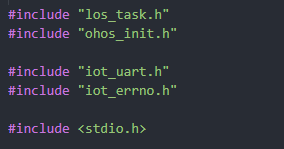 #include "los_task.h"
#include "ohos_init.h"
#include "iot_uart.h"
#include "iot_errno.h"
#include <stdio.h>